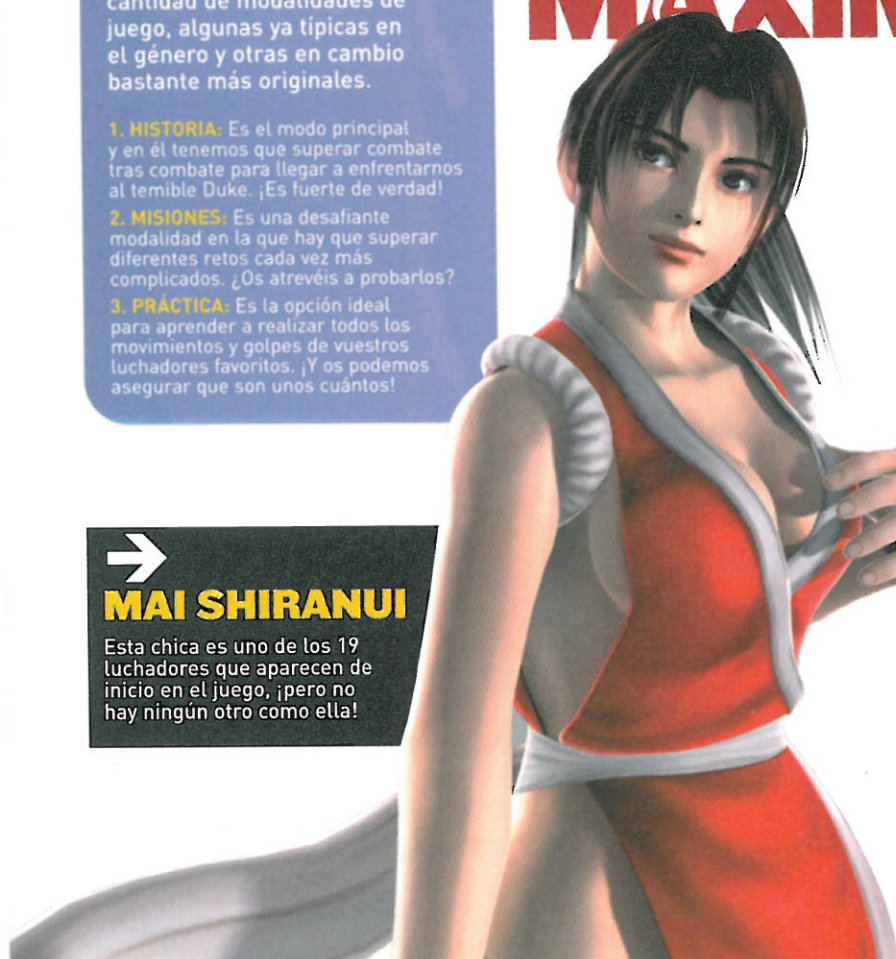 cantidad de modalidades de
juego, algunas ya típicas en
el género y otras en cambio
bastante más originales.
1. HISTORIA: Es el modo principal
y en él tenemos que superar combate
tras combate para llegar a enfrentarnos
al temible Duke. ¡Es fuerte de verdad!
2. MISIONES: Es una desafiante
modalidad en la que hay que superar
diferentes retos cada vez más
complicados. ¿Os atrevéis a probarlos?
3. PRÁCTICA: Es la opción ideal
para aprender a realizar todos los
movimientos y golpes de vuestros
luchadores favoritos. ¡Y os podemos
asegurar que son unos cuántos!
MAI SHIRANUI
Esta chica es uno de los 19
luchadores que aparecen de
inicio en el juego, ¡pero no
hay ningún otro como ella!